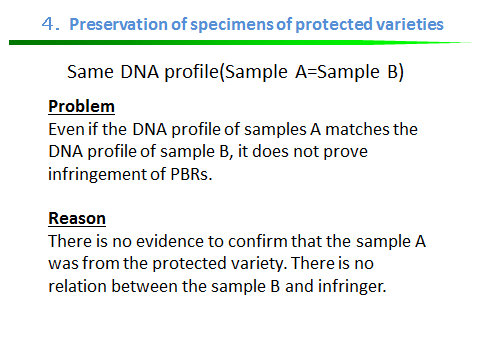 4. Preservation of specimens of protected varieties
Same DNA profile(Sample A=Sample B)
Problem
Even if the DNA profile of samples A matches the
DNA profile of sample B, it does not prove
infringement of PBRs.
Reason
There is no evidence to confirm that the sample A
was from the protected variety. There is no
relation between the sample B and infringer.